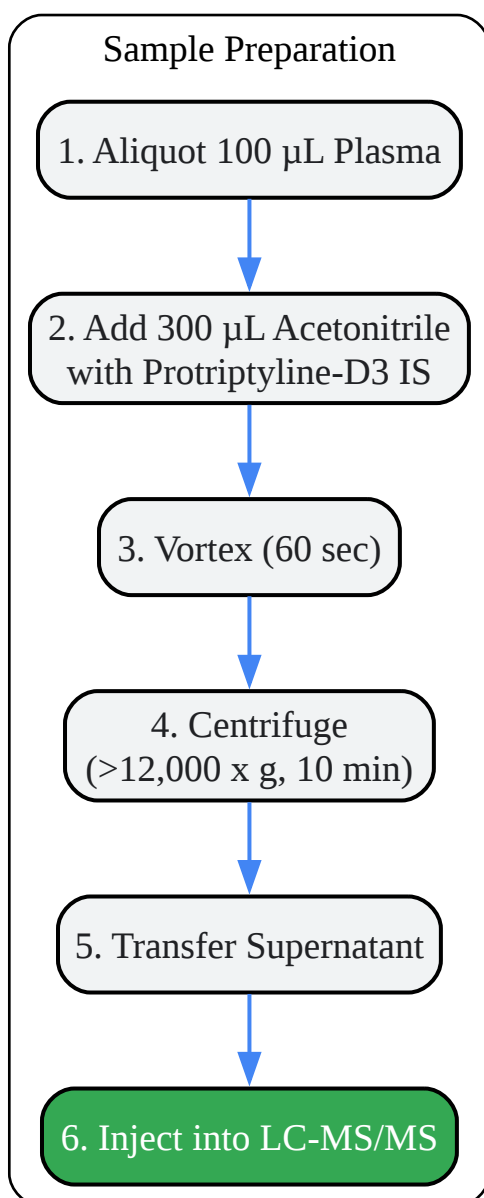 Sample Preparation
1. Aliquot 100 µL Plasma
2. Add 300 µL Acetonitrile
with Protriptyline-D3 IS
3. Vortex (60 sec)
4. Centrifuge
(>12,000 x g, 10 min)
5. Transfer Supernatant
6. Inject into LC-MS/MS